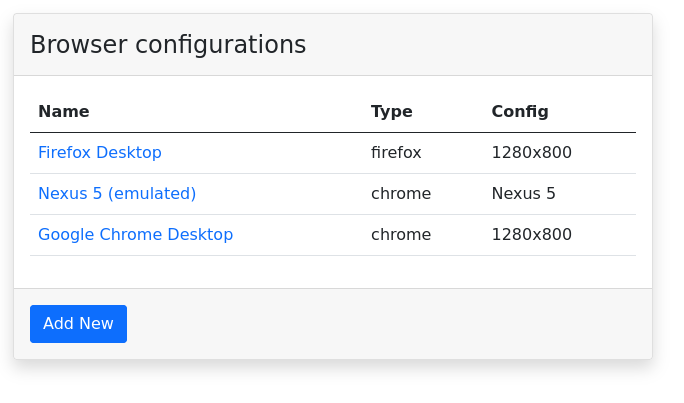 Browser configurations
Name Type Config
Firefox Desktop firefox 1280x800
Nexus 5 (emulated) chrome Nexus 5
Google Chrome Desktop chrome 1280x800
Add New